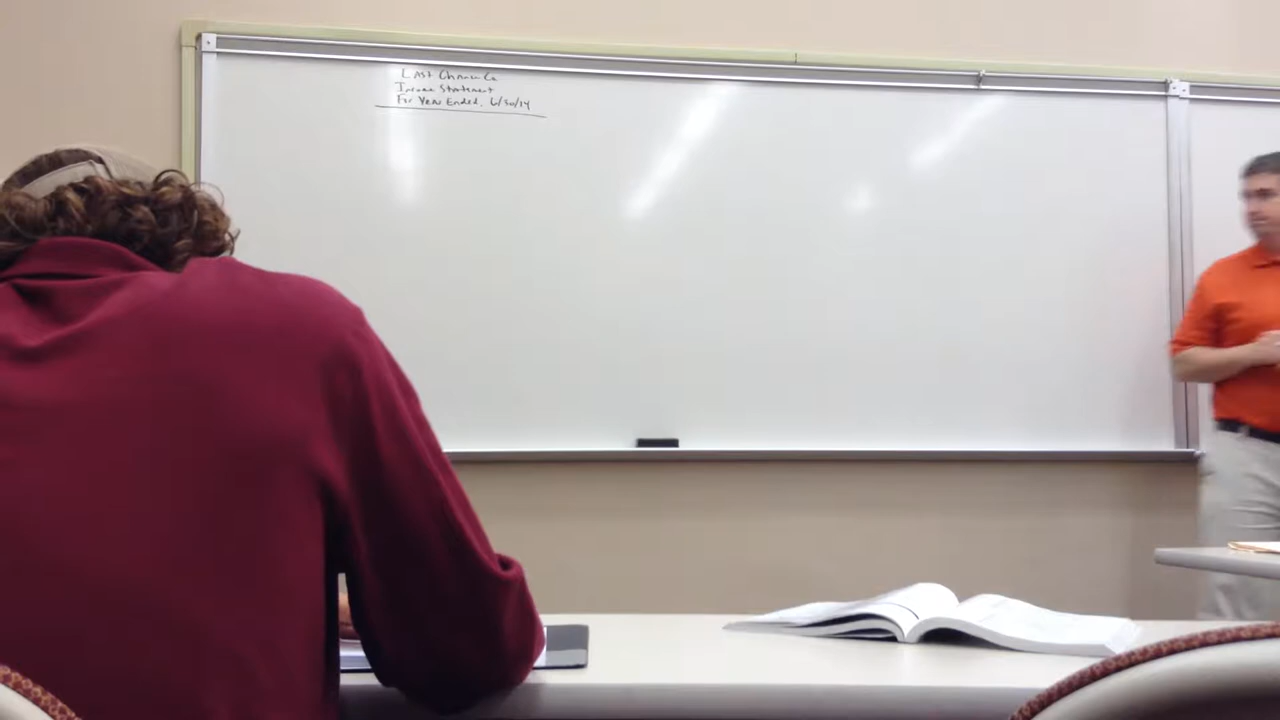 Last Chance Co.
Income Statement
For Year Ended, 6/30/14